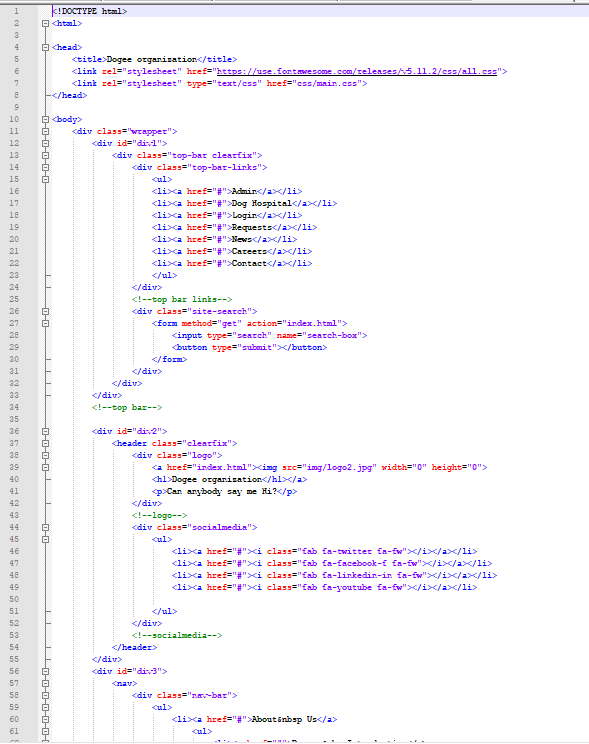 1 <!DOCTYPE html>
2 <html>
3
4 <head>
5 <title>Dogee organization</title>
6 <link rel="stylesheet" href="https://use.fontawesome.com/releases/v5.11.2/css/all.css">
7 <link rel="stylesheet" type="text/css" href="css/main.css">
8 </head>
9
10 <body>
11 <div class="wrapper">
12 <div id="div1">
13 <div class="top-bar clearfix">
14 <div class="top-bar-links">
15 <ul>
16 <li><a href="#">Admin</a></li>
17 <li><a href="#">Dog Hospital</a></li>
18 <li><a href="#">Login</a></li>
19 <li><a href="#">Requests</a></li>
20 <li><a href="#">News</a></li>
21 <li><a href="#">Careers</a></li>
22 <li><a href="#">Contact</a></li>
23 </ul>
24 </div>
25 <!--top bar links-->
26 <div class="site-search">
27 <form method="get" action="index.html">
28 <input type="search" name="search-box">
29 <button type="submit"></button>
30 </form>
31 </div>
32 </div>
33 </div>
34 <!--top bar-->
35
36 <div id="div2">
37 <header class="clearfix">
38 <div class="logo">
39 <a href="index.html"><img src="img/logo2.jpg" width="0" height="0">
40 <h1>Dogee organization</h1></a>
41 <p>Can anybody say me Hi?</p>
42 </div>
43 <!--logo-->
44 <div class="socialmedia">
45 <ul>
46 <li><a href="#"><i class="fab fa-twitter fa-fw"></i></a></li>
47 <li><a href="#"><i class="fab fa-facebook-f fa-fw"></i></a></li>
48 <li><a href="#"><i class="fab fa-linkedin-in fa-fw"></i></a></li>
49 <li><a href="#"><i class="fab fa-youtube fa-fw"></i></a></li>
50
51 </ul>
52 </div>
53 <!--socialmedia-->
54 </header>
55 </div>
56 <div id="div3">
57 <nav>
58 <div class="nav-bar">
59 <ul>
60 <li><a href="#">About&nbsp Us</a>
61 <ul>